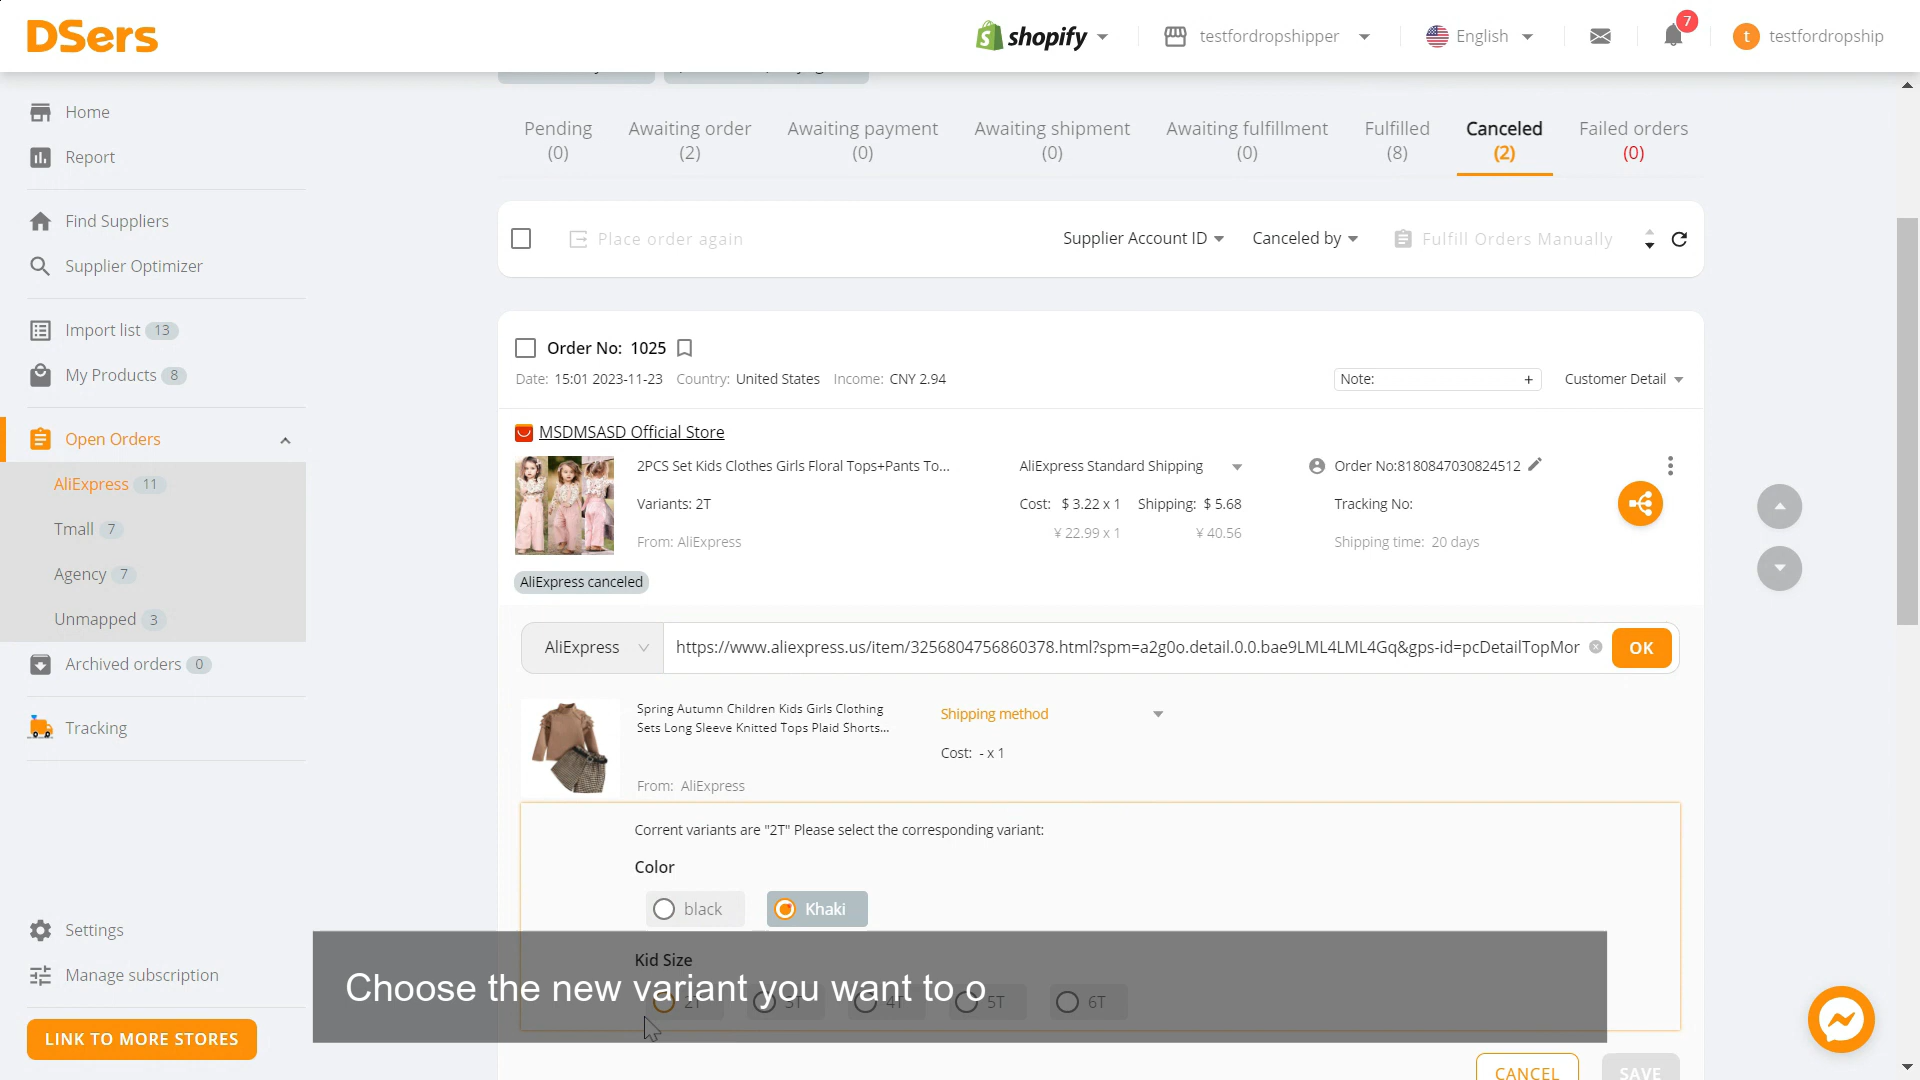 DSers
shopify
testfordropshipper
English
7
t
testfordropship
Home
Report
Find Suppliers
Supplier Optimizer
Import list 13
My Products 8
Open Orders
AliExpress 11
Tmall 7
Agency 7
Unmapped 3
Archived orders 0
Tracking
Settings
Manage subscription
LINK TO MORE STORES
Pending
(0)
Awaiting order
(2)
Awaiting payment
(0)
Awaiting shipment
(0)
Awaiting fulfillment
(0)
Fulfilled
(8)
Canceled
(2)
Failed orders
(0)
Place order again
Supplier Account ID
Canceled by
Fulfill Orders Manually
Order No: 1025
Date: 15:01 2023-11-23 Country: United States Income: CNY 2.94
Note: +
Customer Detail
MSDMSASD Official Store
2PCS Set Kids Clothes Girls Floral Tops+Pants To...
Variants: 2T
From: AliExpress
AliExpress Standard Shipping
Cost: $ 3.22 x 1 Shipping: $ 5.68
¥ 22.99 x 1 ¥ 40.56
Order No:8180847030824512
Tracking No:
Shipping time: 20 days
AliExpress canceled
AliExpress
https://www.aliexpress.us/item/3256804756860378.html?spm=a2g0o.detail.0.0.bae9LML4LML4Gq&gps-id=pcDetailTopMor
OK
Spring Autumn Children Kids Girls Clothing
Sets Long Sleeve Knitted Tops Plaid Shorts...
From: AliExpress
Shipping method
Cost: - x 1
Corrent variants are "2T" Please select the corresponding variant:
Color
black
Khaki
Kid Size
2T 3T 4T 5T 6T
Choose the new variant you want to o
CANCEL
SAVE